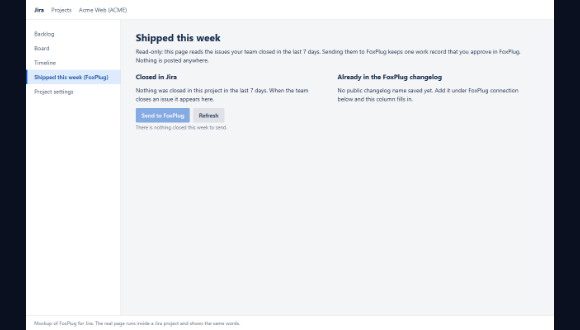 Jira Projects Acme Web (ACME)
Backlog
Board
Timeline
Shipped this week (FoxPlug)
Project settings
Shipped this week
Read-only: this page reads the issues your team closed in the last 7 days. Sending them to FoxPlug keeps one work record that you approve in FoxPlug.
Nothing is posted anywhere.
Closed in Jira
Nothing was closed in this project in the last 7 days. When the team
closes an issue it appears here.
Send to FoxPlug Refresh
There is nothing closed this week to send.
Already in the FoxPlug changelog
No public changelog name saved yet. Add it under FoxPlug connection
below and this column fills in.
Mockup of FoxPlug for Jira. The real page runs inside a Jira project and shows the same words.